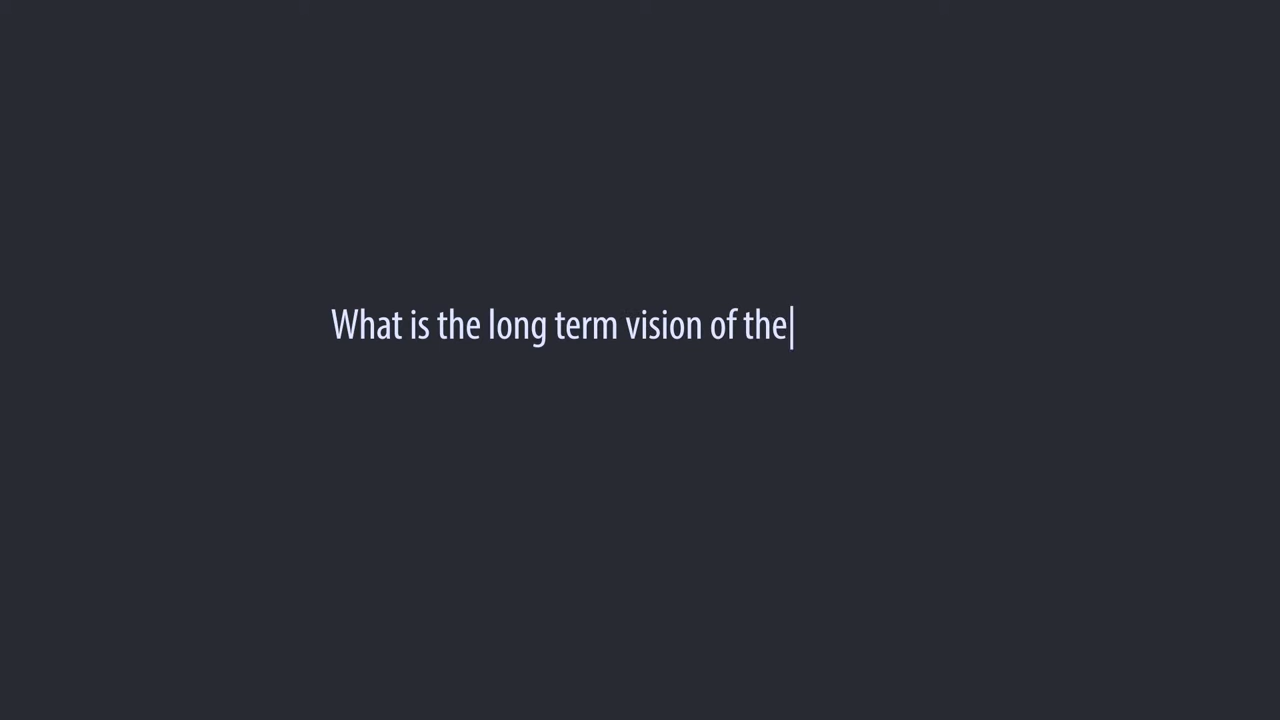 What is the long term vision of the